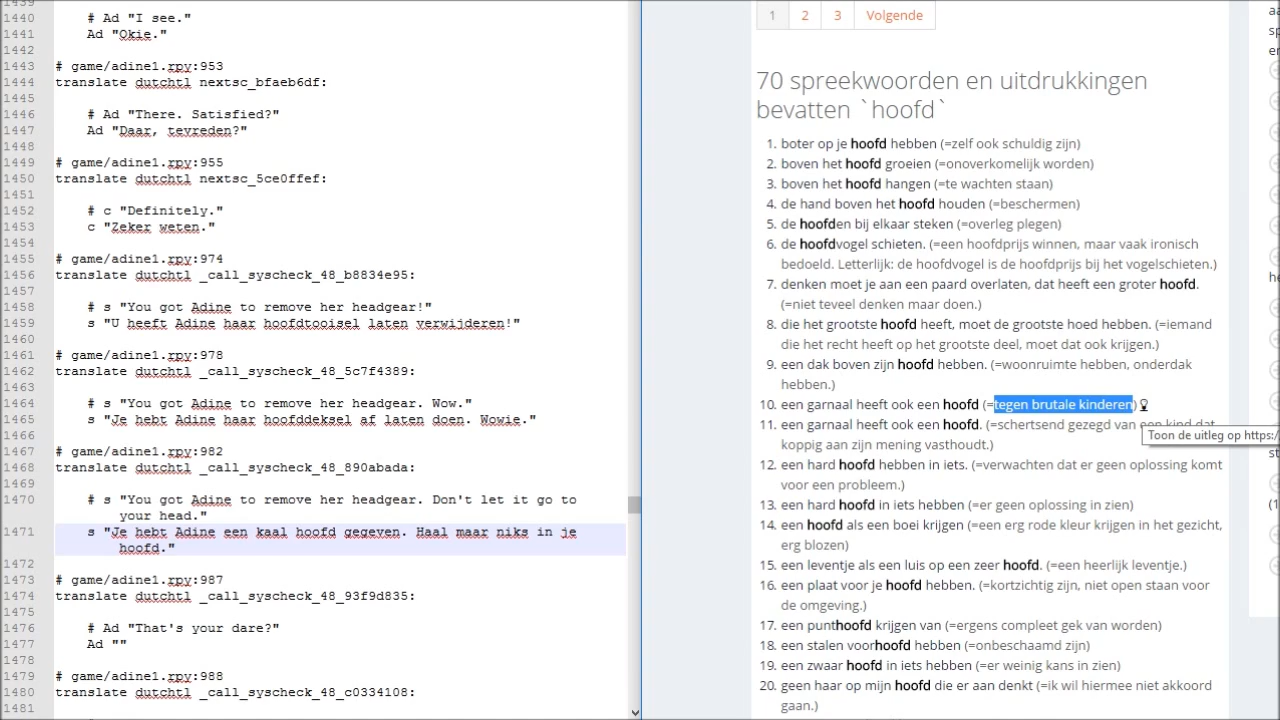 1439
1440 # Ad "I see."
1441 Ad "Okie."
1442
1443 # game/adine1.rpy:953
1444 translate dutchtl nextsc_bfaeb6df:
1445
1446 # Ad "There. Satisfied?"
1447 Ad "Daar, tevreden?"
1448
1449 # game/adine1.rpy:955
1450 translate dutchtl nextsc_5ce0ffef:
1451
1452 # c "Definitely."
1453 c "Zeker weten."
1454
1455 # game/adine1.rpy:974
1456 translate dutchtl _call_syscheck_48_b8834e95:
1457
1458 # s "You got Adine to remove her headgear!"
1459 s "U heeft Adine haar hoofdtooisel laten verwijderen!"
1460
1461 # game/adine1.rpy:978
1462 translate dutchtl _call_syscheck_48_5c7f4389:
1463
1464 # s "You got Adine to remove her headgear. Wow."
1465 s "Je hebt Adine haar hoofdeksel af laten doen. Wowie."
1466
1467 # game/adine1.rpy:982
1468 translate dutchtl _call_syscheck_48_890abada:
1469
1470 # s "You got Adine to remove her headgear. Don't let it go to
your head."
1471 s "Je hebt Adine een kaal hoofd gegeven. Haal maar niks in je
hoofd."
1472
1473 # game/adine1.rpy:987
1474 translate dutchtl _call_syscheck_48_93f9d835:
1475
1476 # Ad "That's your dare?"
1477 Ad ""
1478
1479 # game/adine1.rpy:988
1480 translate dutchtl _call_syscheck_48_c0334108:
1481
1 2 3 Volgende
70 spreekwoorden en uitdrukkingen
bevatten `hoofd`
1. boter op je hoofd hebben (=zelf ook schuldig zijn)
2. boven het hoofd groeien (=onoverkomelijk worden)
3. boven het hoofd hangen (=te wachten staan)
4. de hand boven het hoofd houden (=beschermen)
5. de hoofden bij elkaar steken (=overleg plegen)
6. de hoofdvogel schieten. (=een hoofdprijs winnen, maar vaak ironisch
bedoeld. Letterlijk: de hoofdvogel is de hoofdprijs bij het vogelschieten.)
7. denken moet je aan een paard overlaten, dat heeft een groter hoofd.
(=niet teveel denken maar doen.)
8. die het grootste hoofd heeft, moet de grootste hoed hebben. (=iemand
die het recht heeft op het grootste deel, moet dat ook krijgen.)
9. een dak boven zijn hoofd hebben. (=woonruimte hebben, onderdak
hebben.)
10. een garnaal heeft ook een hoofd (=tegen brutale kinderen)
11. een garnaal heeft ook een hoofd. (=schertsend gezegd van een kind dat
koppig aan zijn mening vasthoudt.)
Toon de uitleg op https:/
12. een hard hoofd hebben in iets. (=verwachten dat er geen oplossing komt
voor een probleem.)
13. een hard hoofd in iets hebben (=er geen oplossing in zien)
14. een hoofd als een boei krijgen (=een erg rode kleur krijgen in het gezicht,
erg blozen)
15. een leventje als een luis op een zeer hoofd. (=een heerlijk leventje.)
16. een plaat voor je hoofd hebben. (=kortzichtig zijn, niet open staan voor
de omgeving.)
17. een punthoofd krijgen van (=ergens compleet gek van worden)
18. een stalen voorhoofd hebben (=onbeschaamd zijn)
19. een zwaar hoofd in iets hebben (=er weinig kans in zien)
20. geen haar op mijn hoofd die er aan denkt (=ik wil hiermee niet akkoord
gaan.)